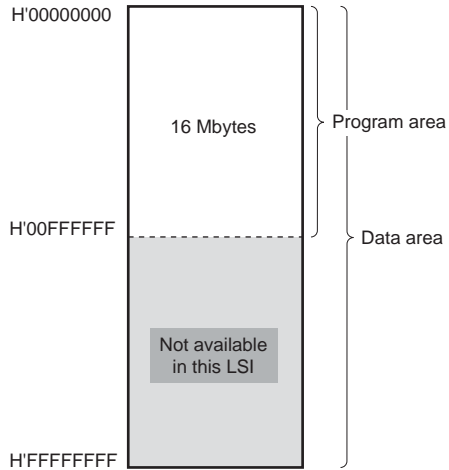 H'00000000
16 Mbytes
Program area
H'00FFFFFF
Data area
Not available
in this LSI
H'FFFFFFFF